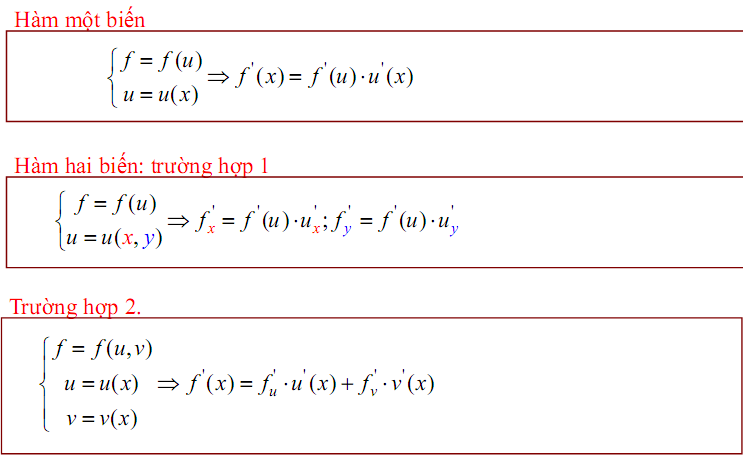 Hàm một biến
{ f = f(u)
u = u(x) ⇒ f'(x) = f'(u)·u'(x)
Hàm hai biến: trường hợp 1
{ f = f(u)
u = u(x, y) ⇒ f'x = f'(u)·u'x; f'y = f'(u)·u'y
Trường hợp 2.
{ f = f(u,v)
u = u(x) ⇒ f'(x) = f'u·u'(x) + f'v·v'(x)
v = v(x)